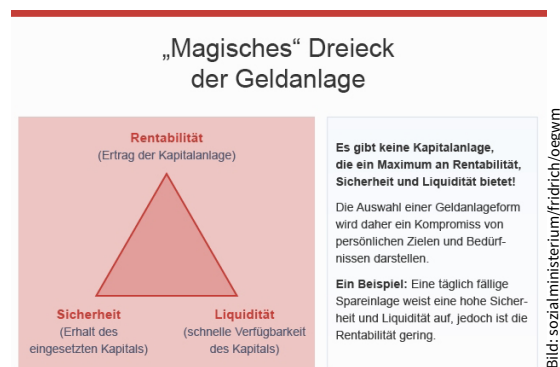 „Magisches“ Dreieck
der Geldanlage
Rentabilität
(Ertrag der Kapitalanlage)
Sicherheit
(Erhalt des
eingesetzten Kapitals)
Liquidität
(schnelle Verfügbarkeit
des Kapitals)
Es gibt keine Kapitalanlage,
die ein Maximum an Rentabilität,
Sicherheit und Liquidität bietet!
Die Auswahl einer Geldanlageform
wird daher ein Kompromiss von
persönlichen Zielen und Bedürf-
nissen darstellen.
Ein Beispiel: Eine täglich fällige
Spareinlage weist eine hohe Sicher-
heit und Liquidität auf, jedoch ist die
Rentabilität gering.
Bild: sozialministerium/fridrich/oegwm